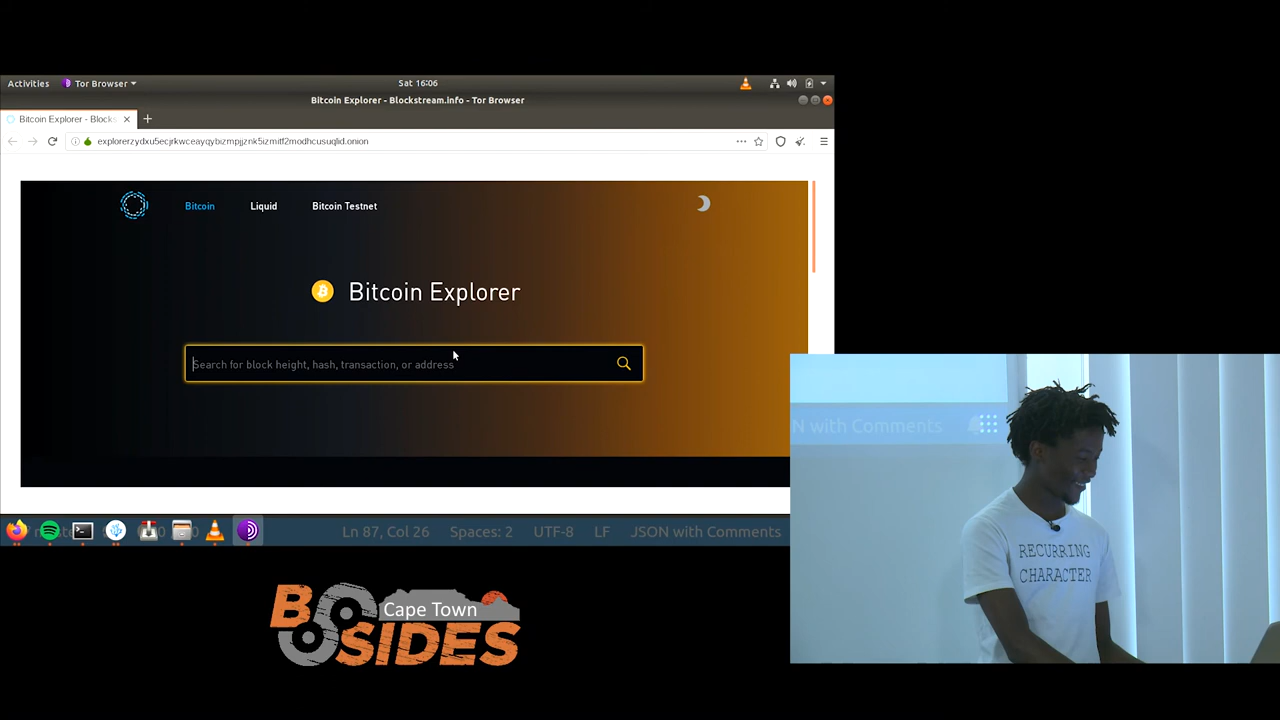 Activities
Tor Browser
Sat 16:06
Bitcoin Explorer - Blockstream.info - Tor Browser
Bitcoin Explorer - Blocks
explorerzydxu5ecjrkwceayqybizmpjjznk5izmitf2modhcusuqlid.onion
Bitcoin
Liquid
Bitcoin Testnet
Bitcoin Explorer
Search for block height, hash, transaction, or address
N with Comments
RECURRING
CHARACTER
Ln 87, Col 26
Spaces: 2
UTF-8
LF
JSON with Comments
BSIDES
Cape Town